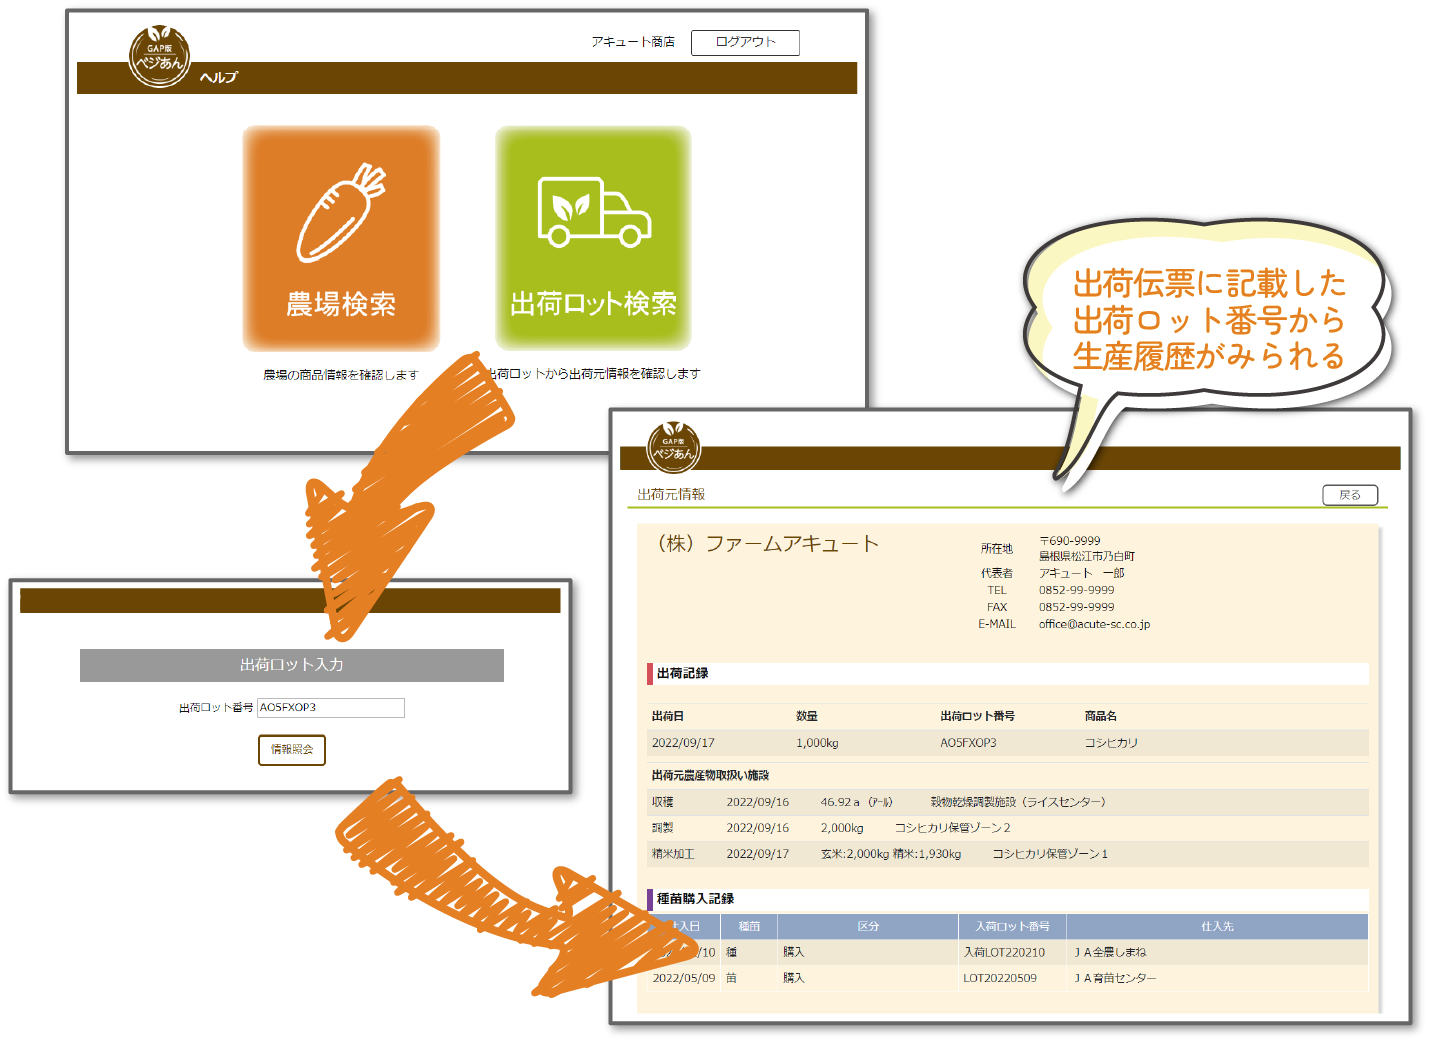 GAP版
ベジあん
ヘルプ
アキュート商店
ログアウト
農場検索
出荷ロット検索
農場の商品情報を確認します
出荷ロットから出荷元情報を確認します
出荷伝票に記載した
出荷ロット番号から
生産履歴がみられる
出荷ロット入力
出荷ロット番号 AO5FXOP3
情報照会
GAP版
ベジあん
出荷元情報
戻る
（株）ファームアキュート
所在地 〒690-9999
島根県松江市乃白町
代表者 アキュート 一郎
TEL 0852-99-9999
FAX 0852-99-9999
E-MAIL office@acute-sc.co.jp
出荷記録
出荷日 数量 出荷ロット番号 商品名
2022/09/17 1,000kg AO5FXOP3 コシヒカリ
出荷元農産物取扱い施設
収穫 2022/09/16 46.92ａ（ｱｰﾙ） 穀物乾燥調製施設（ライスセンター）
調製 2022/09/16 2,000kg コシヒカリ保管ゾーン２
精米加工 2022/09/17 玄米:2,000kg 精米:1,930kg コシヒカリ保管ゾーン１
種苗購入記録
入日 種苗 区分 入荷ロット番号 仕入先
/10 種 購入 入荷LOT220210 ＪＡ全農しまね
2022/05/09 苗 購入 LOT20220509 ＪＡ育苗センター